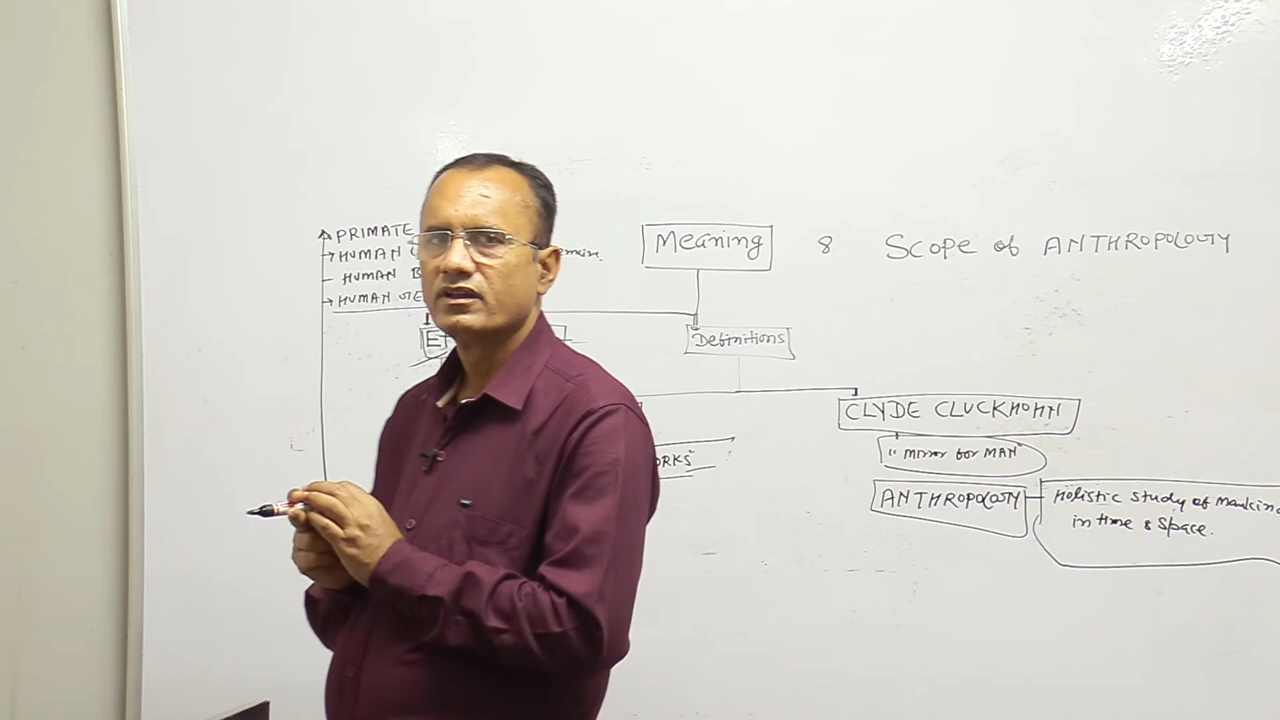 PRIMATE
HUMAN
HUMAN
HUMAN
Meaning & Scope of ANTHROPOLOGY
Definitions
CLYDE CLUCKHOHN
"Mirror for MAN"
ORKS"
ANTHROPOLOGY Holistic study of Mankind
in time & Space.